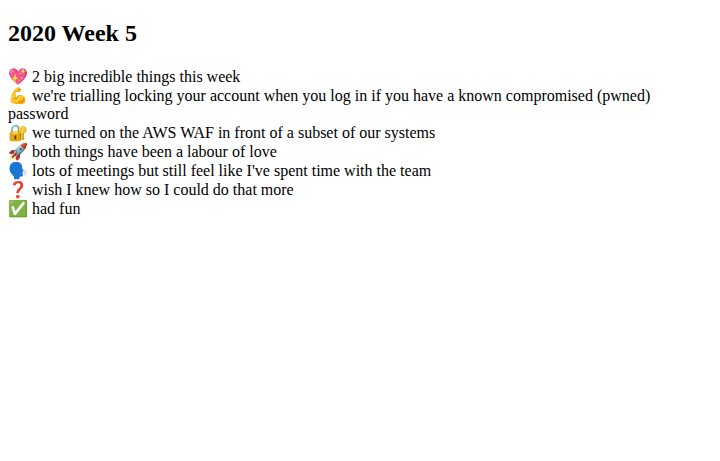 2020 Week 5
💖 2 big incredible things this week
💪 we're trialling locking your account when you log in if you have a known compromised (pwned)
password
🔐 we turned on the AWS WAF in front of a subset of our systems
🚀 both things have been a labour of love
🗣️ lots of meetings but still feel like I've spent time with the team
❓ wish I knew how so I could do that more
✅ had fun